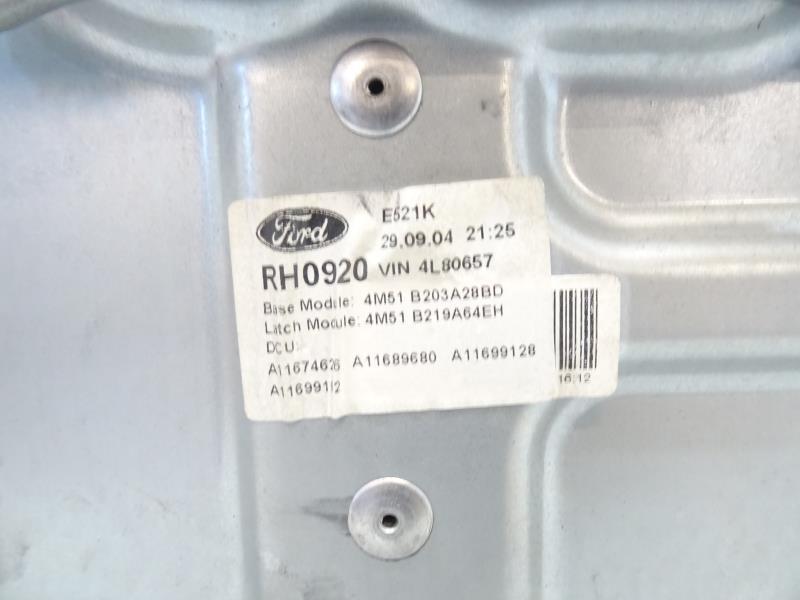 Ford
E521K
29.09.04 21:25
RH0920 VIN 4L80657
Base Module: 4M51 B203A28BD
Latch Module: 4M51 B219A64EH
DCU:
A11674626 A11689680 A11699128
16:12